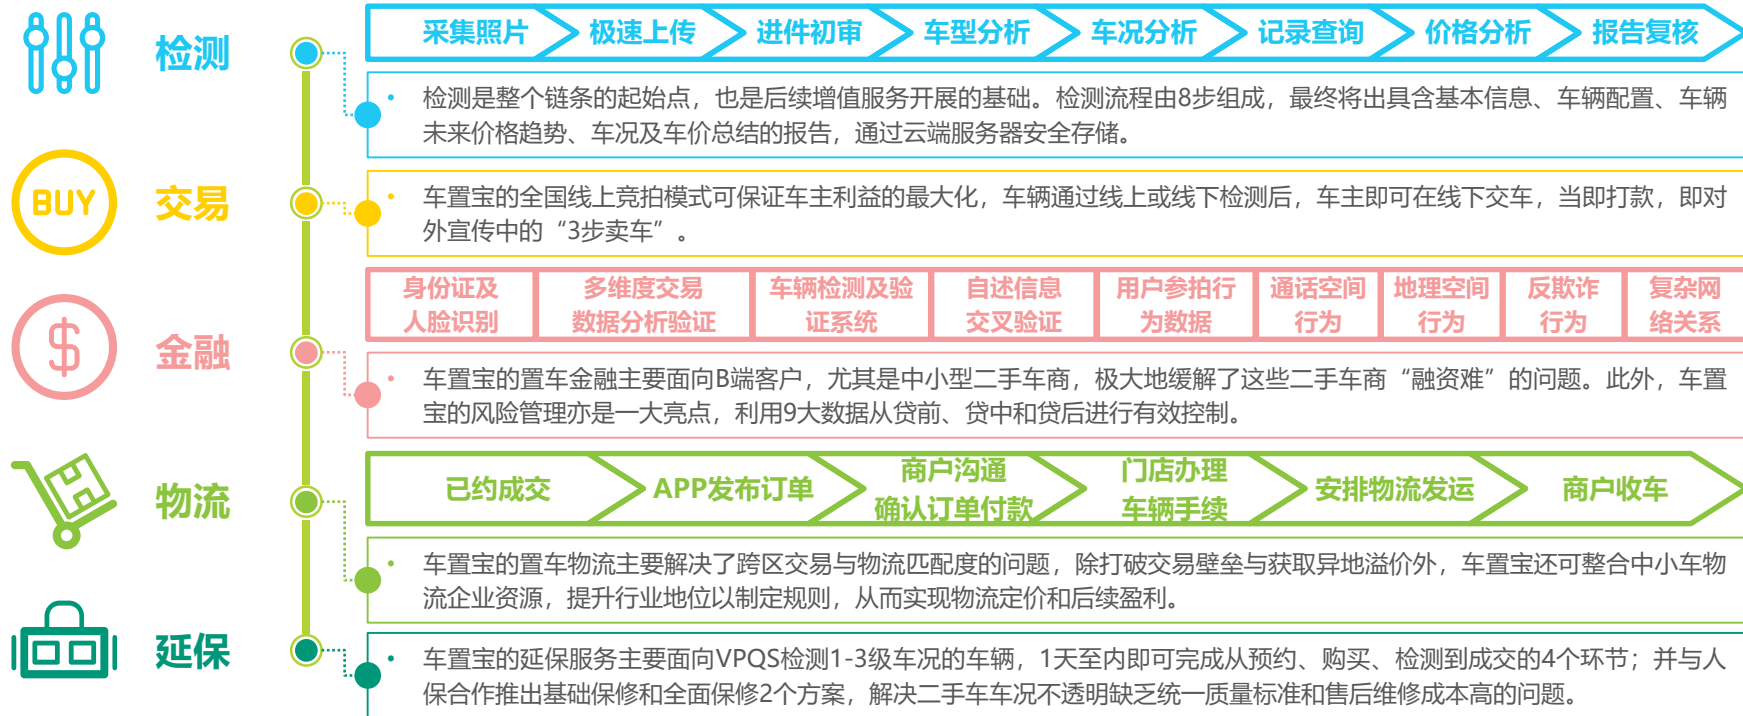 检测
采集照片
极速上传
进件初审
车型分析
车况分析
记录查询
价格分析
报告复核
• 检测是整个链条的起始点，也是后续增值服务开展的基础。检测流程由8步组成，最终将出具含基本信息、车辆配置、车辆
未来价格趋势、车况及车价总结的报告，通过云端服务器安全存储。
BUY
交易
• 车置宝的全国线上竞拍模式可保证车主利益的最大化，车辆通过线上或线下检测后，车主即可在线下交车，当即打款，即对
外宣传中的“3步卖车”。
$
金融
身份证及
人脸识别
多维度交易
数据分析验证
车辆检测及验
证系统
自述信息
交叉验证
用户参拍行
为数据
通话空间
行为
地理空间
行为
反欺诈
行为
复杂网
络关系
• 车置宝的置车金融主要面向B端客户，尤其是中小型二手车商，极大地缓解了这些二手车商“融资难”的问题。此外，车置
宝的风险管理亦是一大亮点，利用9大数据从贷前、贷中和贷后进行有效控制。
物流
已约成交
APP发布订单
商户沟通
确认订单付款
门店办理
车辆手续
安排物流发运
商户收车
• 车置宝的置车物流主要解决了跨区交易与物流匹配度的问题，除打破交易壁垒与获取异地溢价外，车置宝还可整合中小车物
流企业资源，提升行业地位以制定规则，从而实现物流定价和后续盈利。
延保
• 车置宝的延保服务主要面向VPQS检测1-3级车况的车辆，1天至内即可完成从预约、购买、检测到成交的4个环节；并与人
保合作推出基础保修和全面保修2个方案，解决二手车车况不透明缺乏统一质量标准和售后维修成本高的问题。